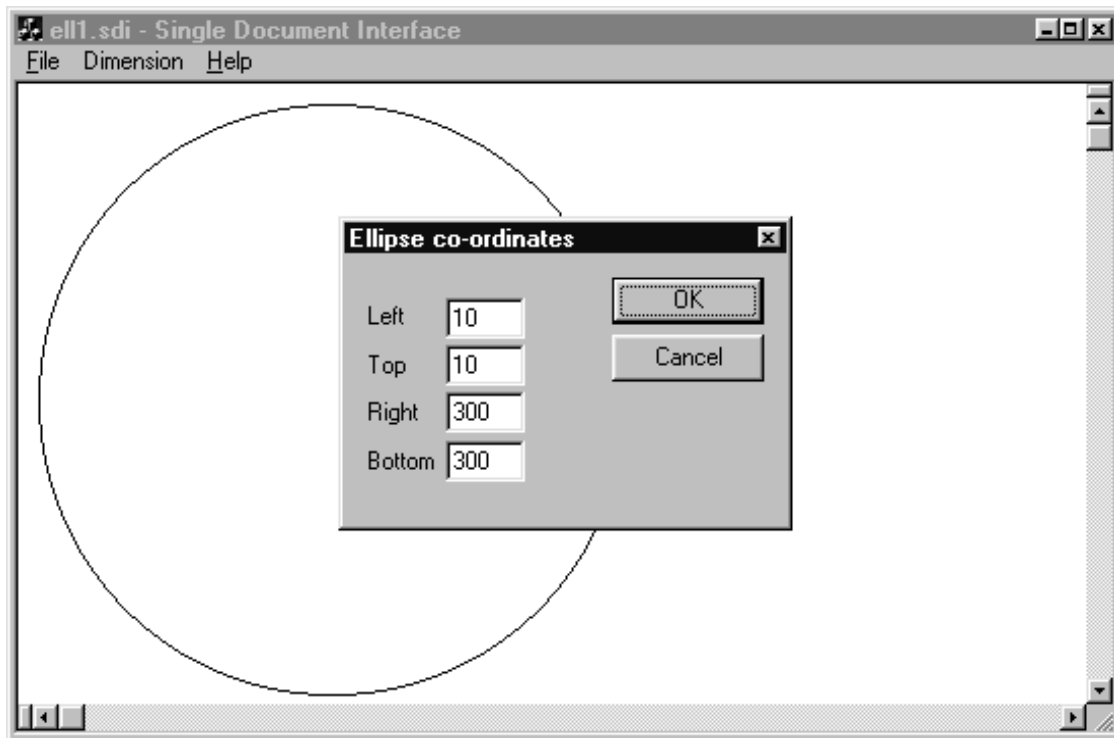 ell1.sdi - Single Document Interface
File Dimension Help
Ellipse co-ordinates
Left 10
Top 10
Right 300
Bottom 300
OK
Cancel